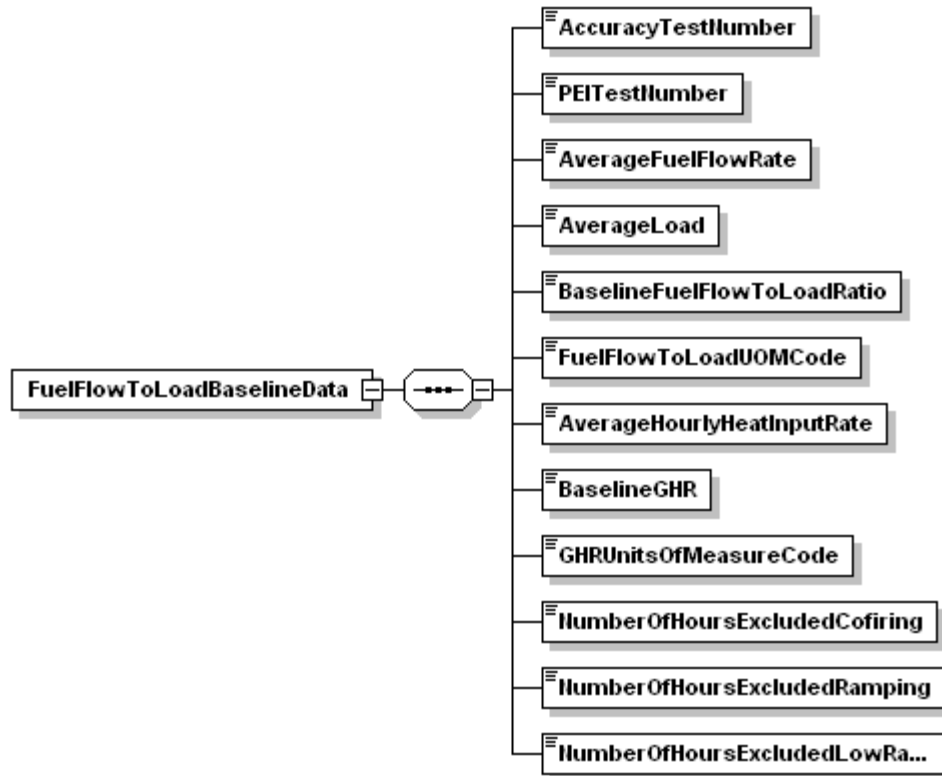 AccuracyTestNumber
PEITestNumber
AverageFuelFlowRate
AverageLoad
BaselineFuelFlowToLoadRatio
FuelFlowToLoadUOMCode
FuelFlowToLoadBaselineData
AverageHourlyHeatInputRate
BaselineGHR
GHRUnitsOfMeasureCode
NumberOfHoursExcludedCofiring
NumberOfHoursExcludedRamping
NumberOfHoursExcludedLowRa...